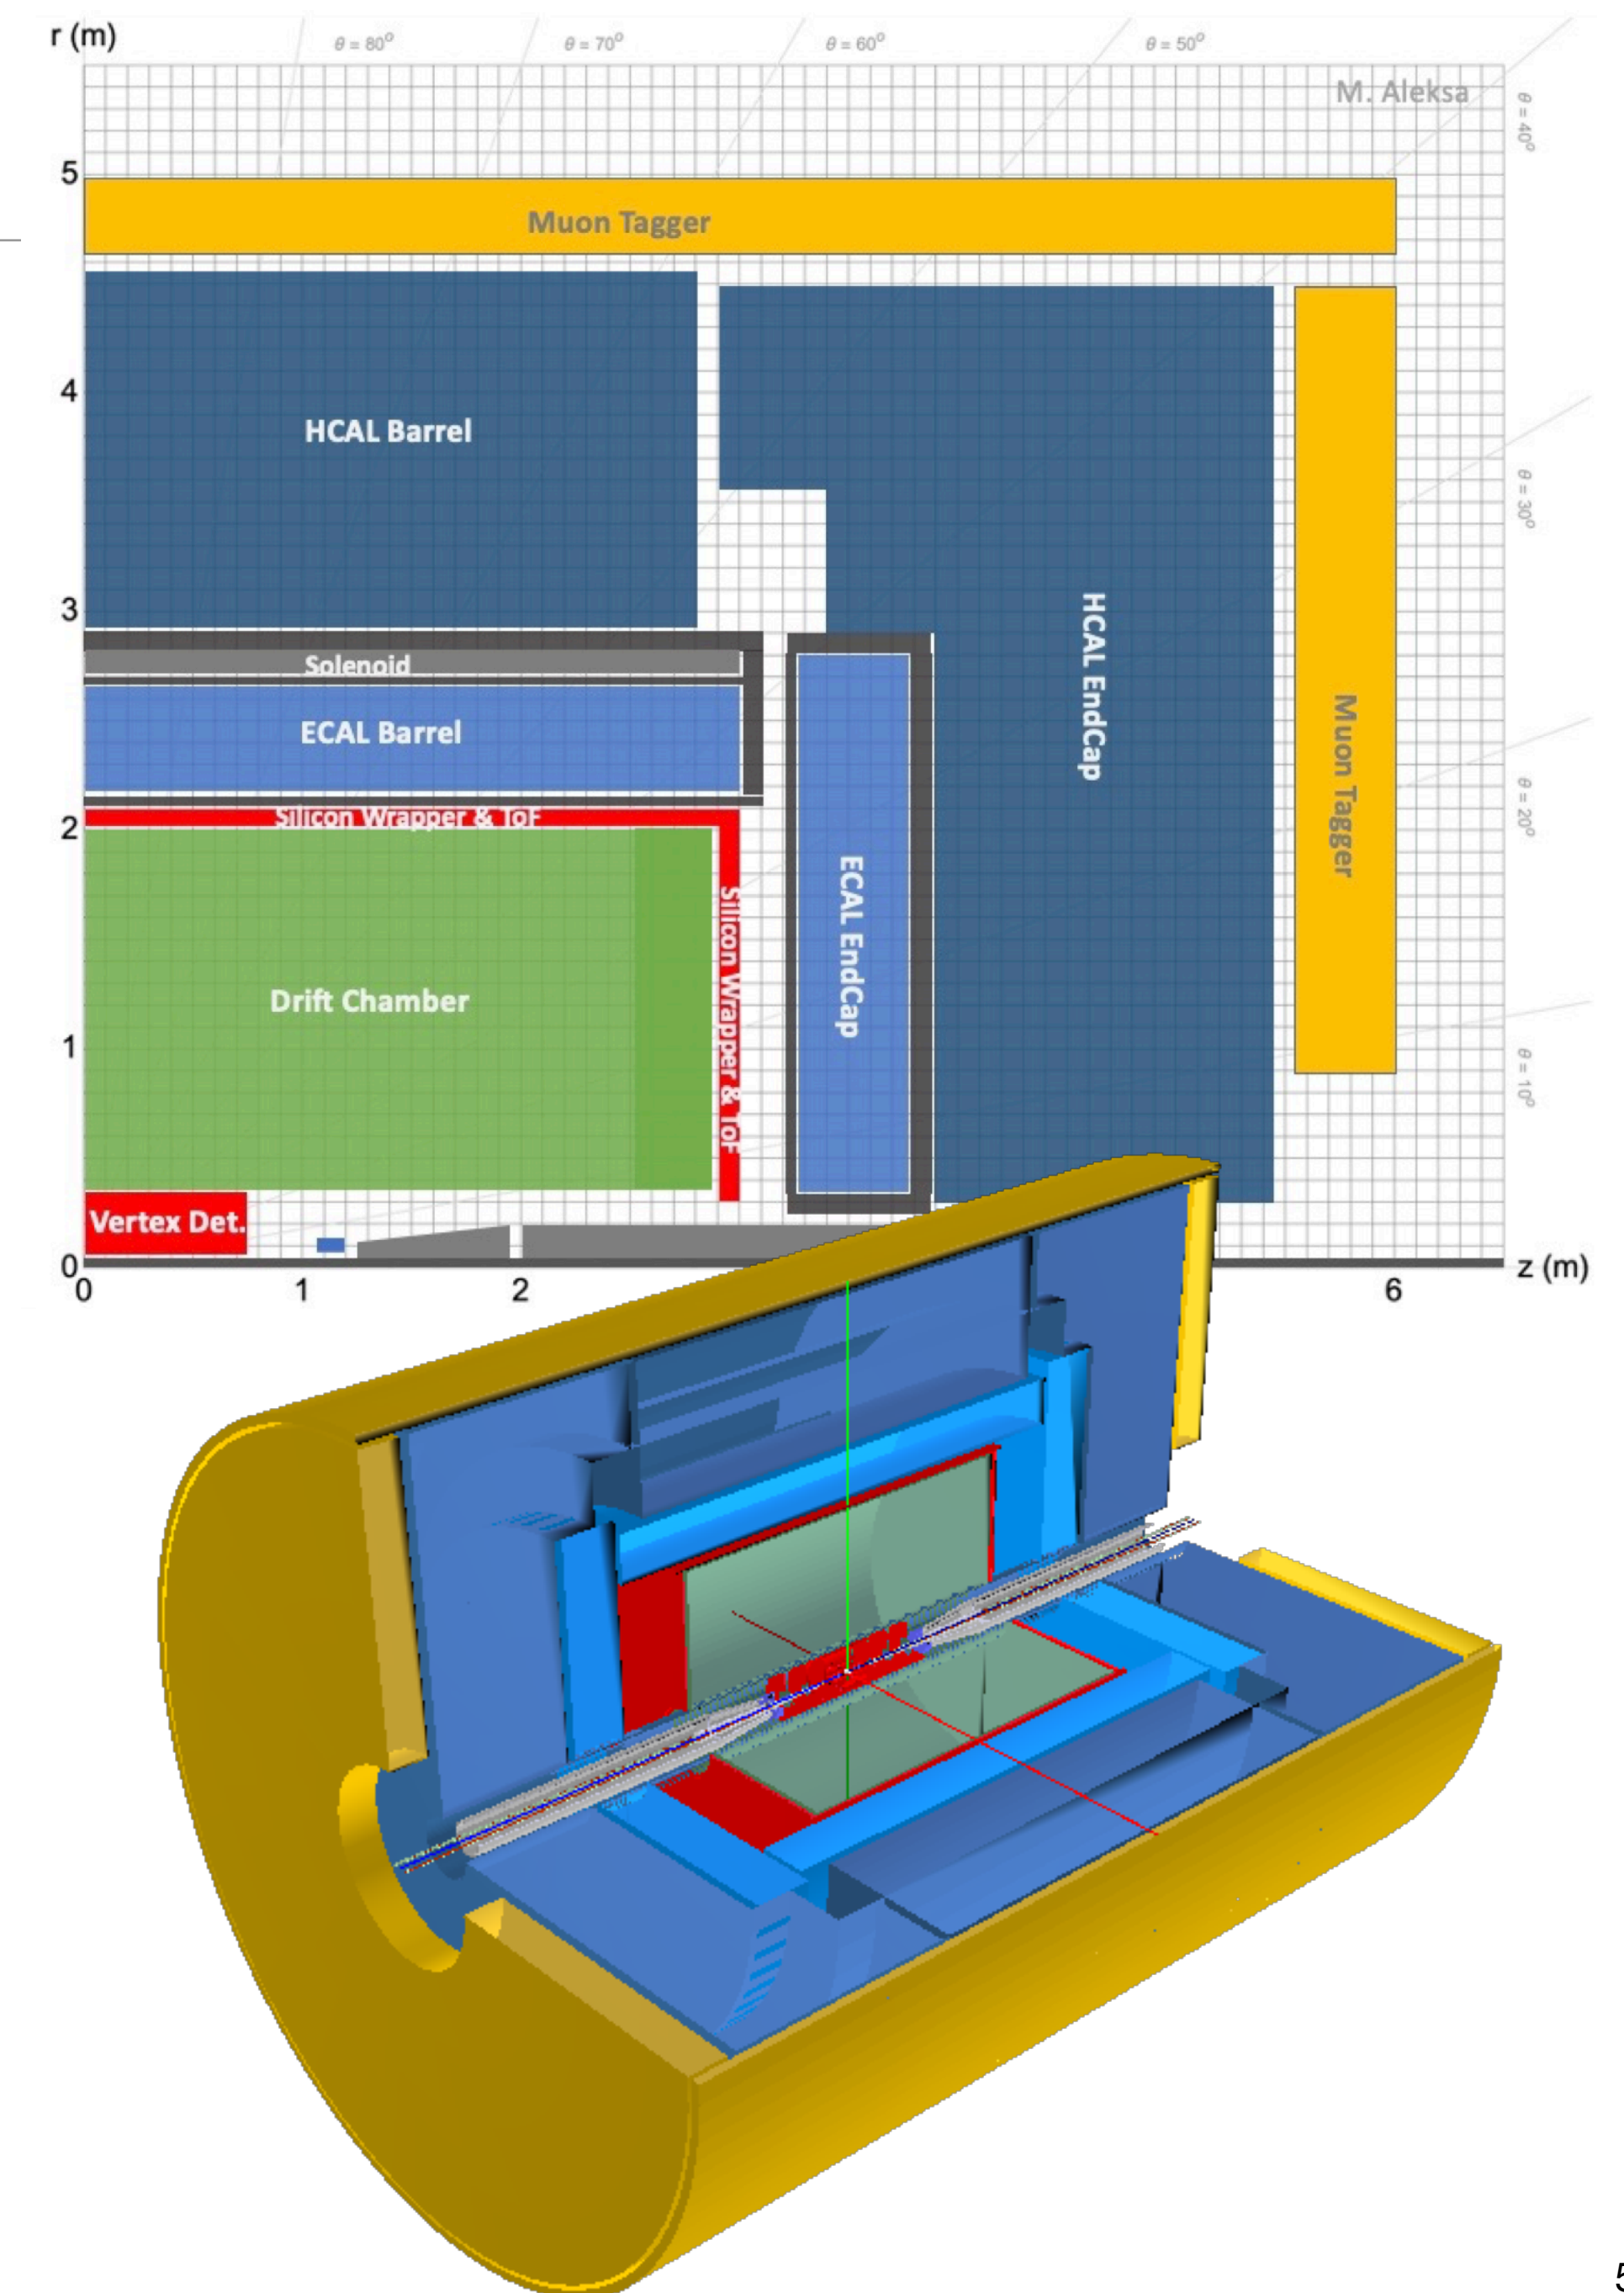 r (m)
θ = 80°
θ = 70°
θ = 60°
θ = 50°
M. Aleksa
θ = 40°
5
Muon Tagger
4
HCAL Barrel
θ = 30°
3
HCAL EndCap
Solenoid
ECAL Barrel
Muon Tagger
2
Silicon Wrapper & ToF
θ = 20°
ECAL EndCap
Silicon Wrapper & ToF
Drift Chamber
1
θ = 10°
Vertex Det.
0
z (m)
0
1
2
6
5